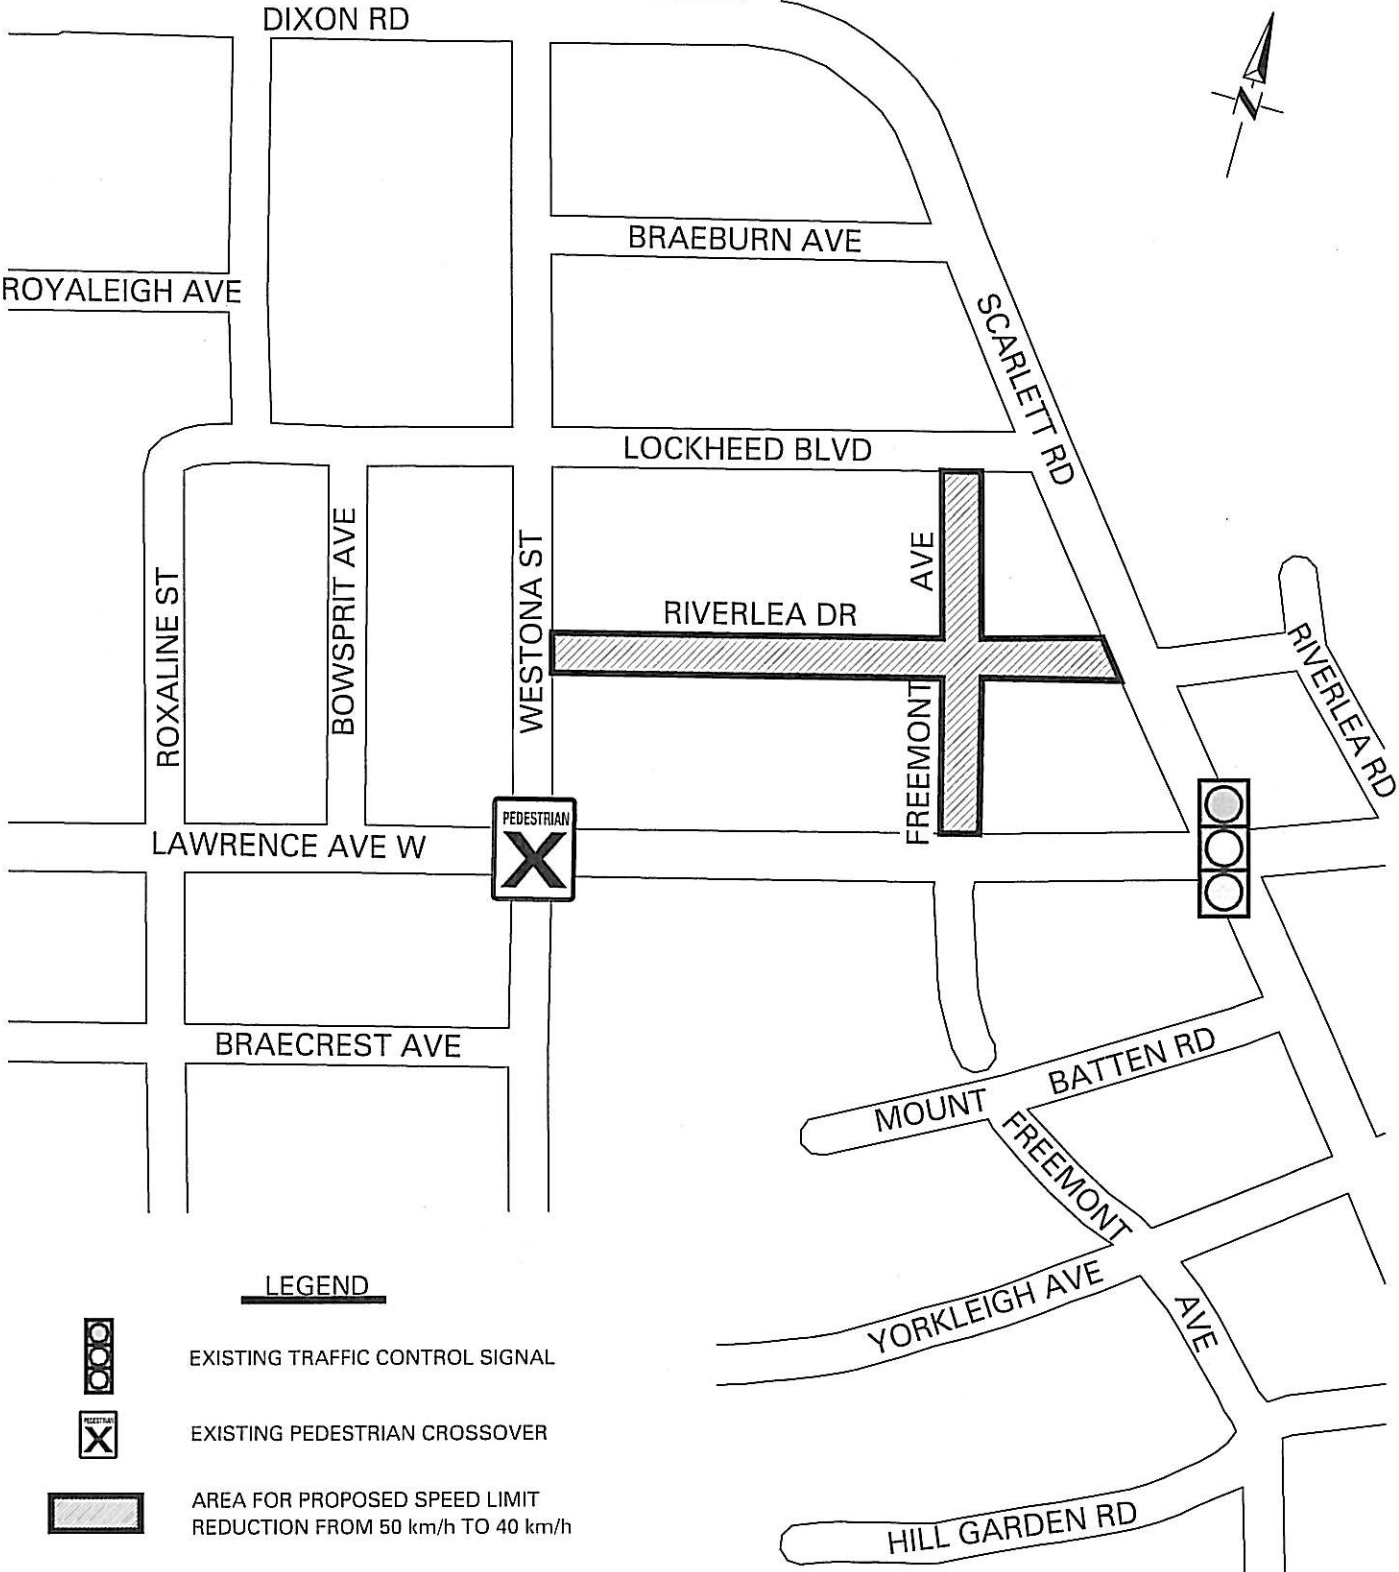 DIXON RD
N
BRAEBURN AVE
ROYALEIGH AVE
SCARLETT RD
LOCKHEED BLVD
ROXALINE ST
BOWSPRIT AVE
WESTONA ST
FREEMONT AVE
RIVERLEA DR
RIVERLEA RD
PEDESTRIAN
X
LAWRENCE AVE W
BRAECREST AVE
MOUNT BATTEN RD
FREEMONT AVE
YORKLEIGH AVE
HILL GARDEN RD
LEGEND
EXISTING TRAFFIC CONTROL SIGNAL
PEDESTRIAN
X
EXISTING PEDESTRIAN CROSSOVER
AREA FOR PROPOSED SPEED LIMIT
REDUCTION FROM 50 km/h TO 40 km/h